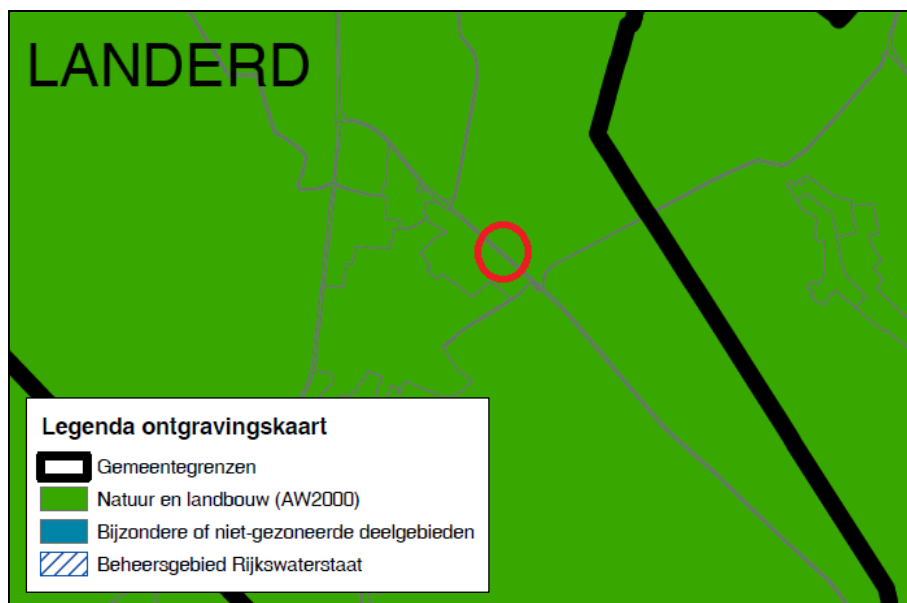 LANDERD
Legenda ontgravingskaart
Gemeentegrenzen
Natuur en landbouw (AW2000)
Bijzondere of niet-gezoneerde deelgebieden
Beheersgebied Rijkswaterstaat